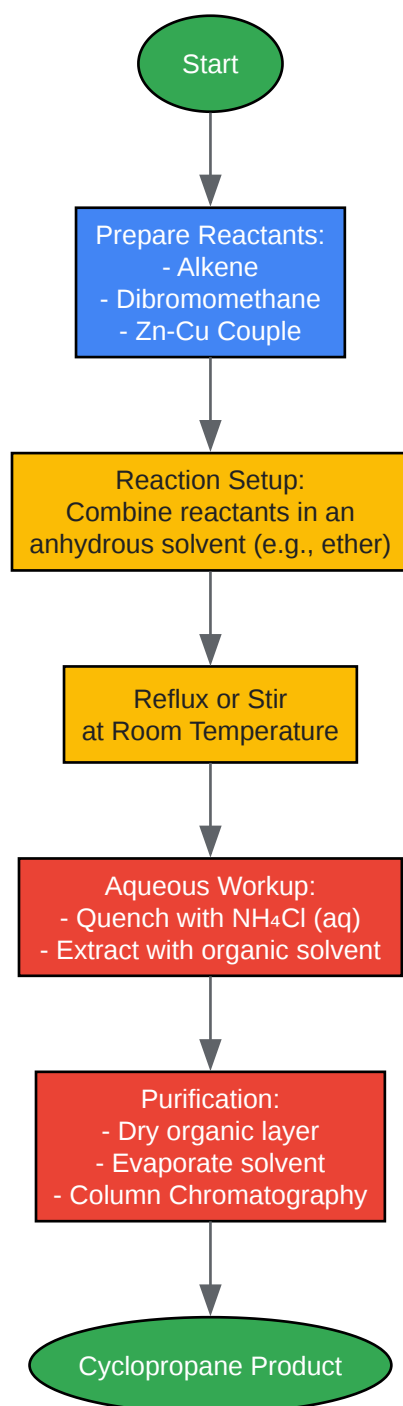 Start
Prepare Reactants:
- Alkene
- Dibromomethane
- Zn-Cu Couple
Reaction Setup:
Combine reactants in an
anhydrous solvent (e.g., ether)
Reflux or Stir
at Room Temperature
Aqueous Workup:
- Quench with NH₄Cl (aq)
- Extract with organic solvent
Purification:
- Dry organic layer
- Evaporate solvent
- Column Chromatography
Cyclopropane Product